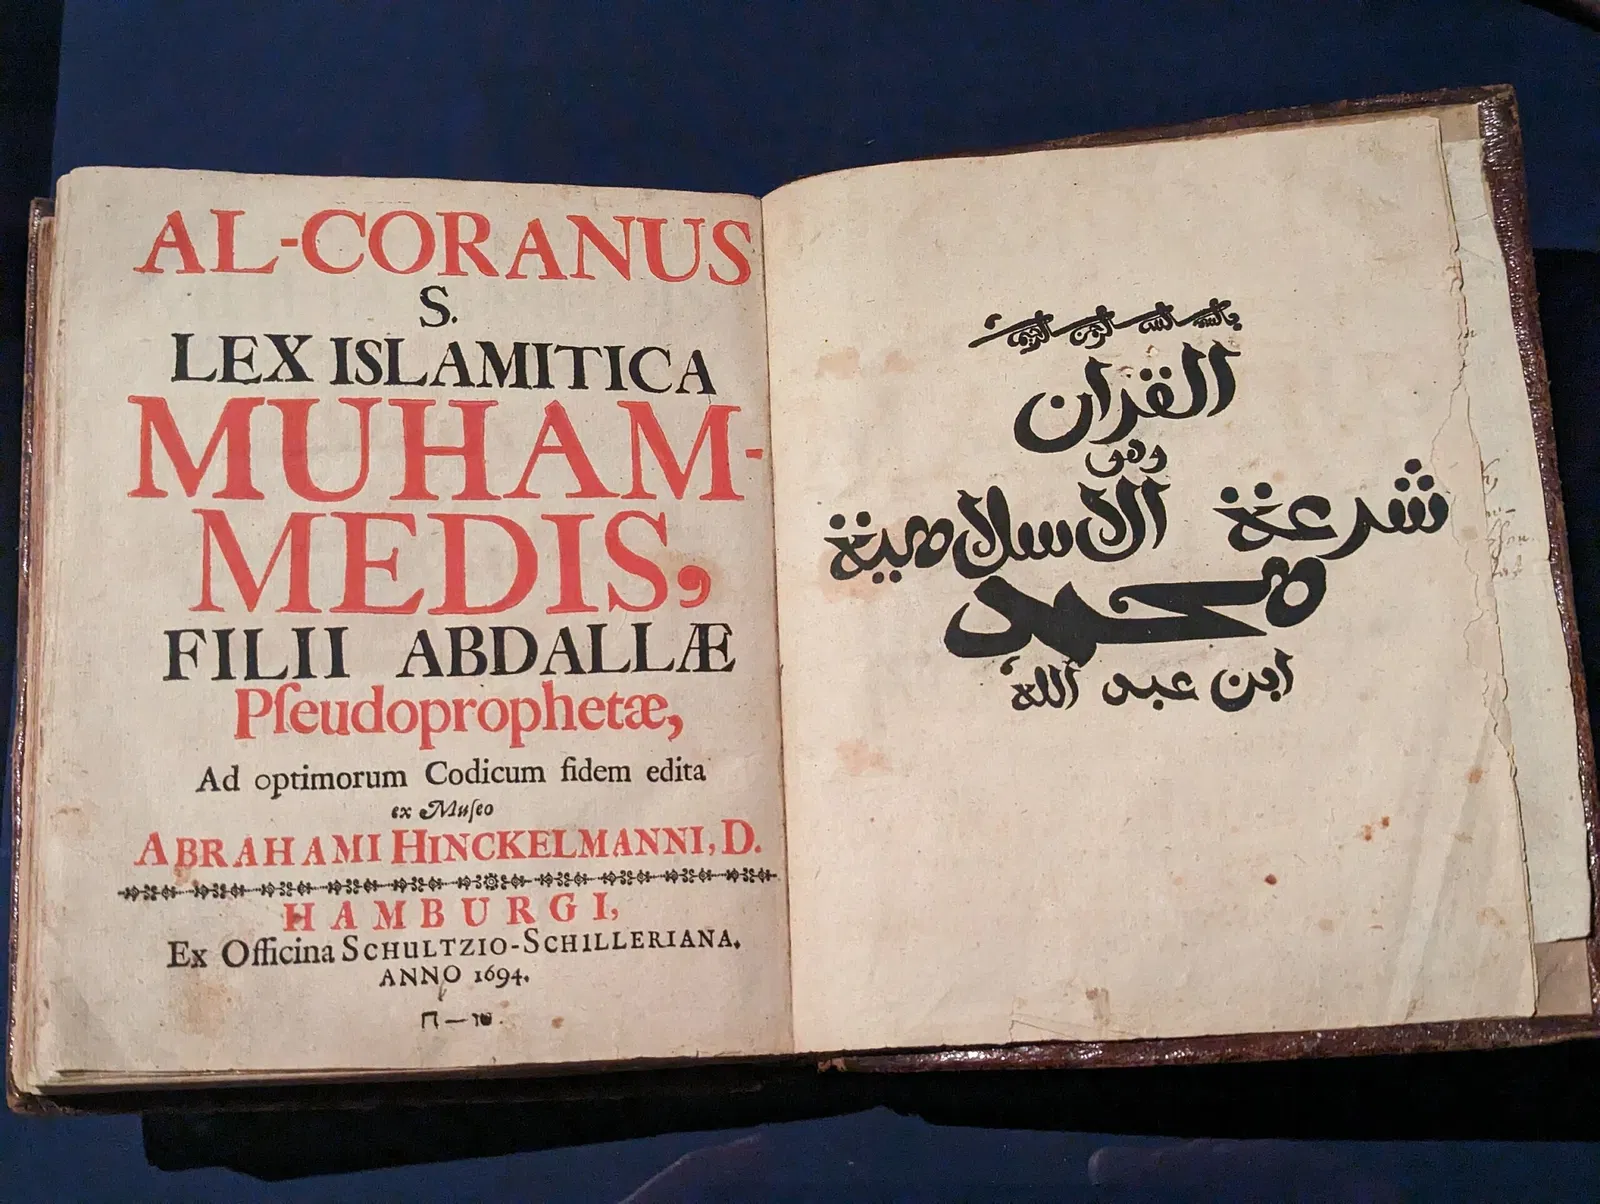 AL-CORANUS
S.
LEX ISLAMITICA
MUHAM-
MEDIS,
FILII ABDALLÆ
Pſeudoprophetæ,
Ad optimorum Codicum fidem edita
ex Muſeo
ABRAHAMI HINCKELMANNI, D.
HAMBURGI,
Ex Officina SCHULTZIO-SCHILLERIANA.
ANNO 1694.
القران
وهو
شرعة الاسلامية
محمد
ابن عبد الله